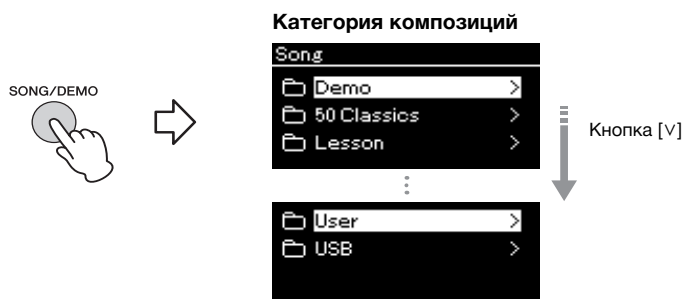 Категория композиций
Song
SONG/DEMO
Demo >
50 Classics >
Lesson >
Кнопка [∨]
User >
USB >